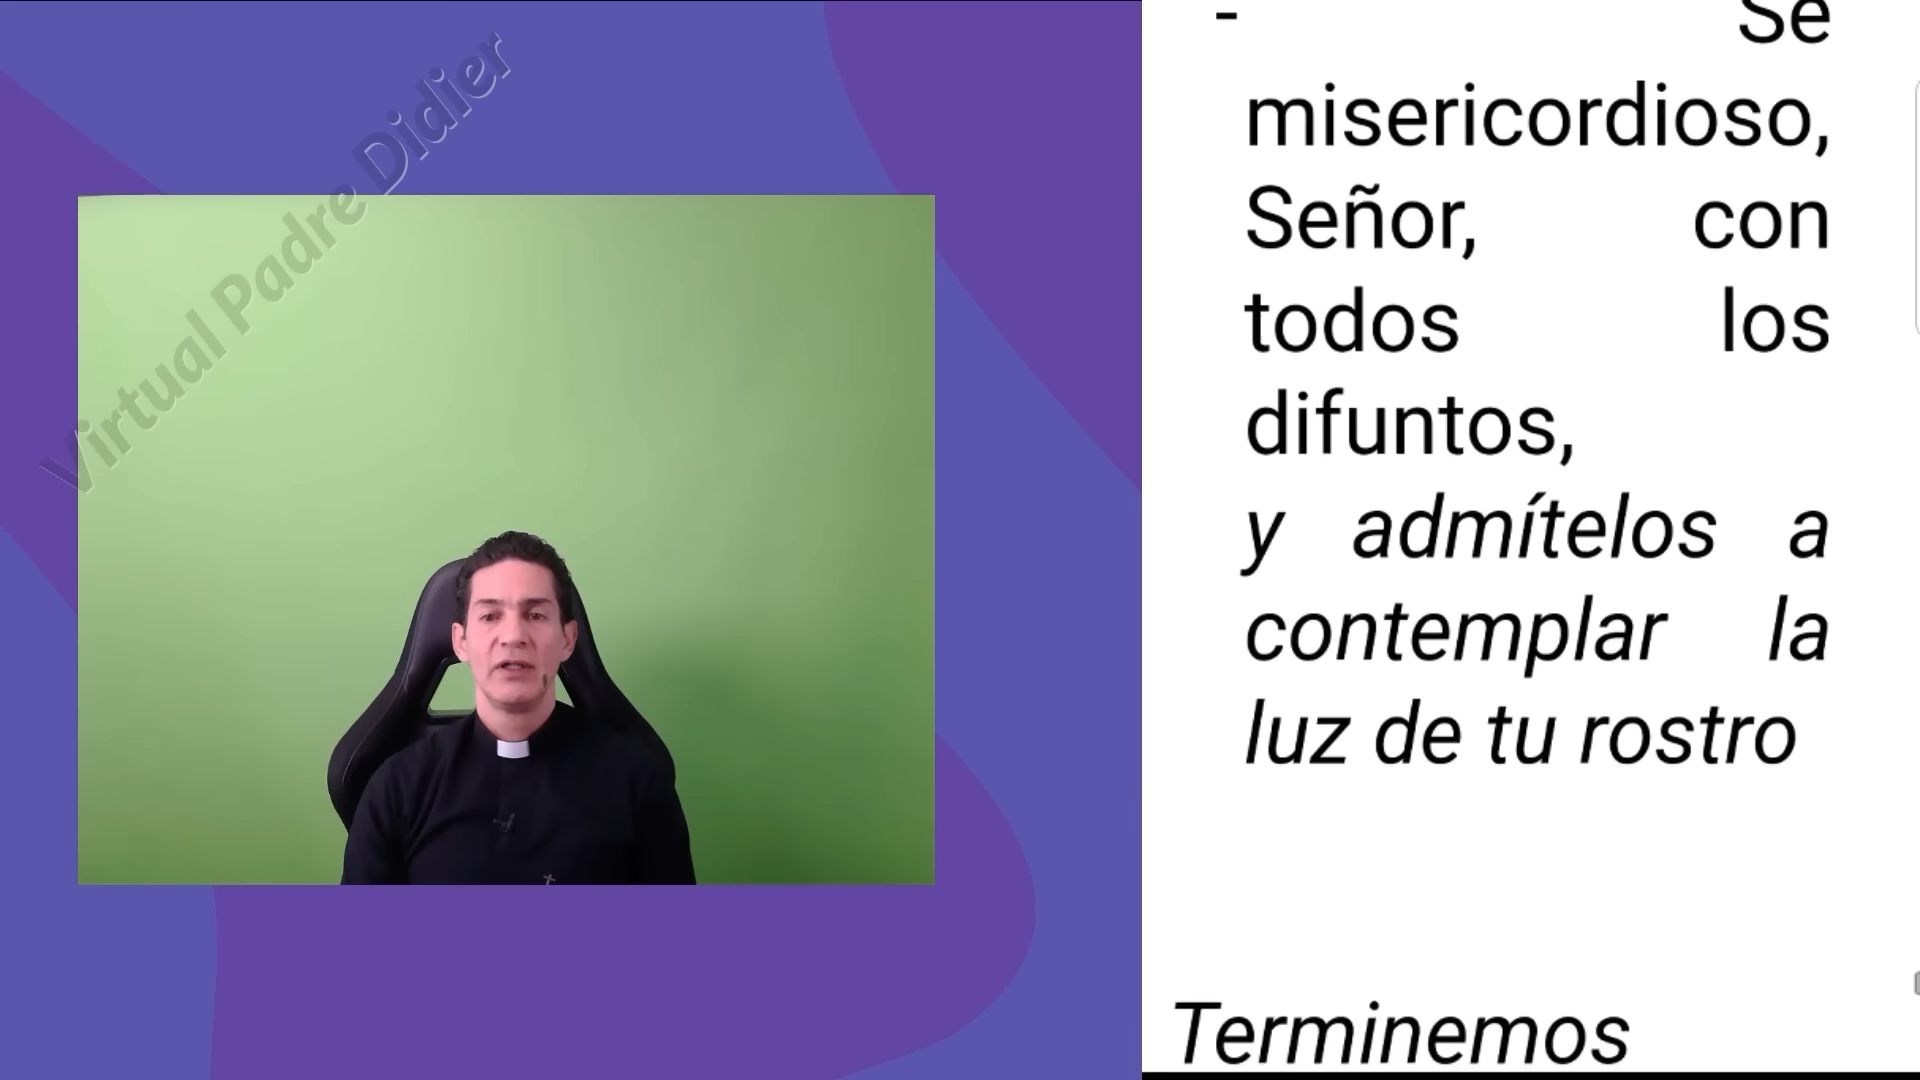 Virtual Padre Didier
- Se
misericordioso,
Señor, con
todos los
difuntos,
y admítelos a
contemplar la
luz de tu rostro
Terminemos